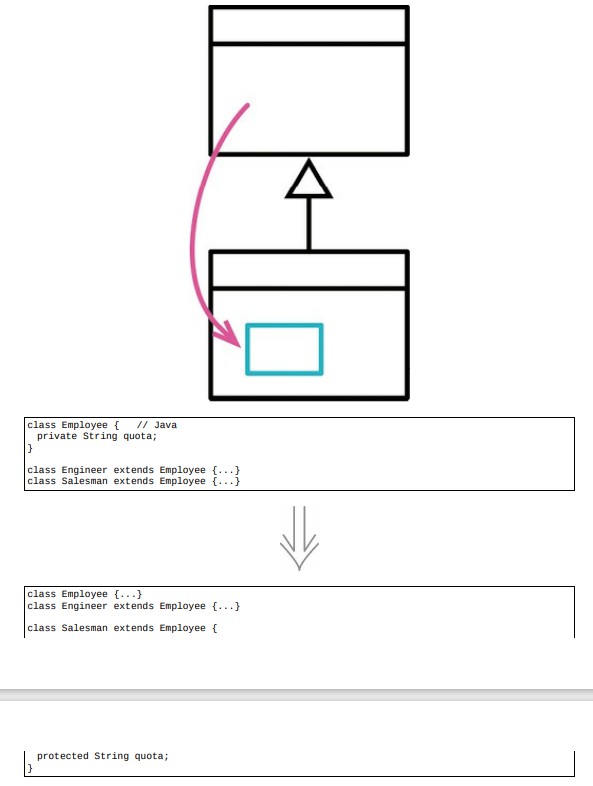 class Employee {   // Java
  private String quota;
}
class Engineer extends Employee {...}
class Salesman extends Employee {...}
class Employee {...}
class Engineer extends Employee {...}
class Salesman extends Employee {
  protected String quota;
}